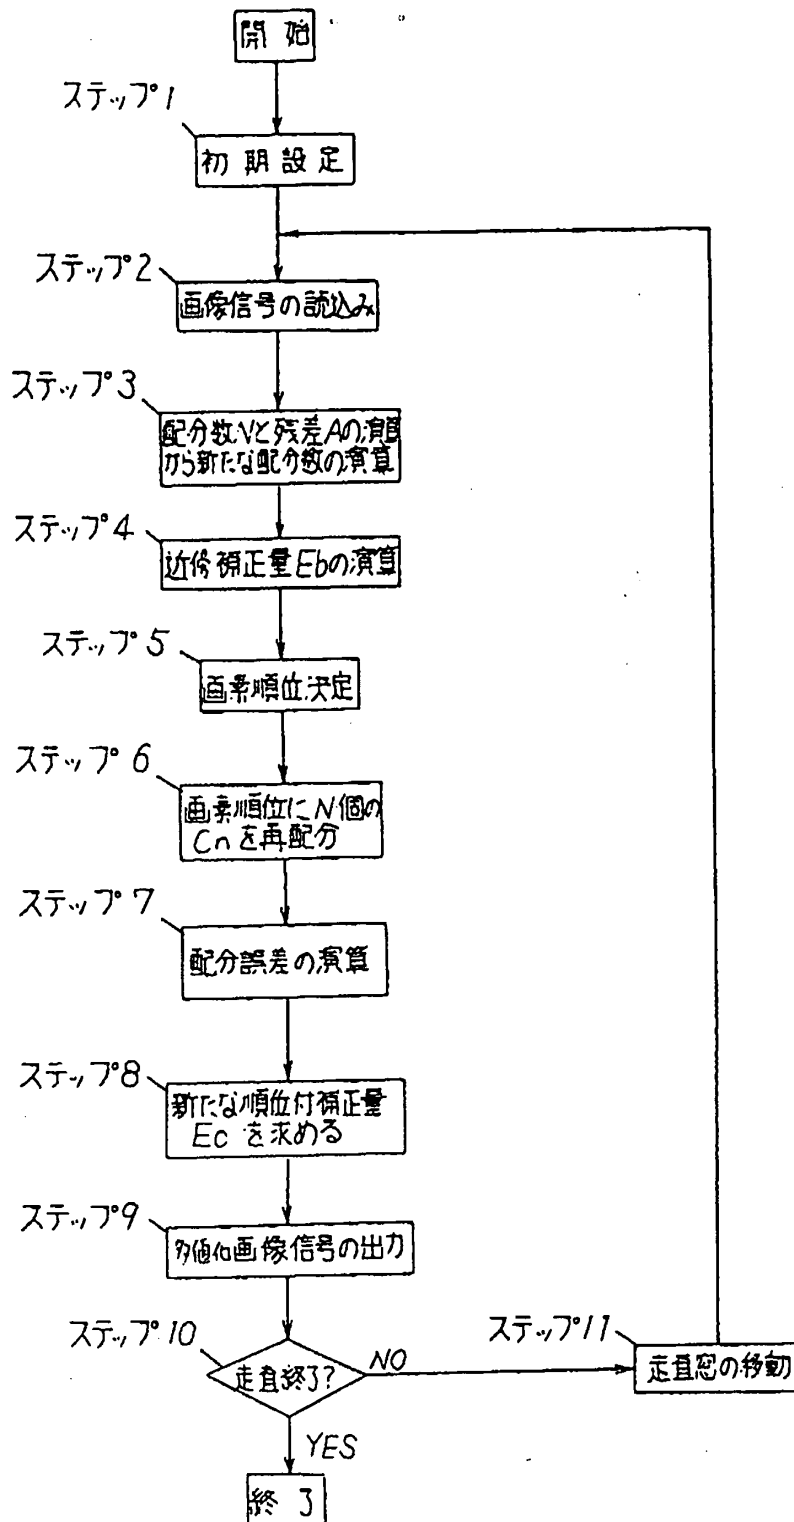 開始
ステップ1
初期設定
ステップ2
画像信号の読込み
ステップ3
配分数Nと残差Aの演算
から新たな配分数の演算
ステップ4
近傍補正量Ebの演算
ステップ5
画素順位決定
ステップ6
画素順位にN個の
Cnを再配分
ステップ7
配分誤差の演算
ステップ8
新たな順位付補正量
Ecを求める
ステップ9
多値化画像信号の出力
ステップ10
走査終了?
NO
ステップ11
走査窓の移動
YES
終了